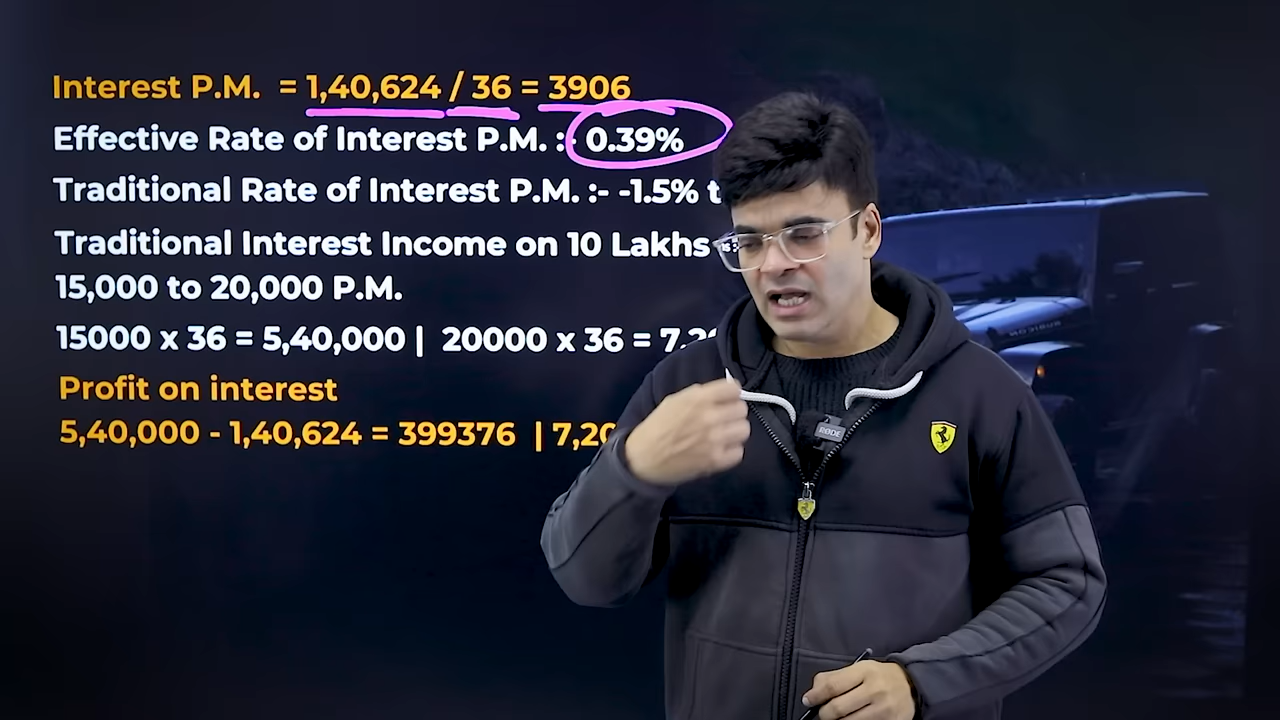 Interest P.M. = 1,40,624 / 36 = 3906
Effective Rate of Interest P.M. :- 0.39%
Traditional Rate of Interest P.M. :- -1.5%
Traditional Interest Income on 10 Lakhs
15,000 to 20,000 P.M.
15000 x 36 = 5,40,000 | 20000 x 36 =
Profit on interest
5,40,000 - 1,40,624 = 399376 |
RØDE